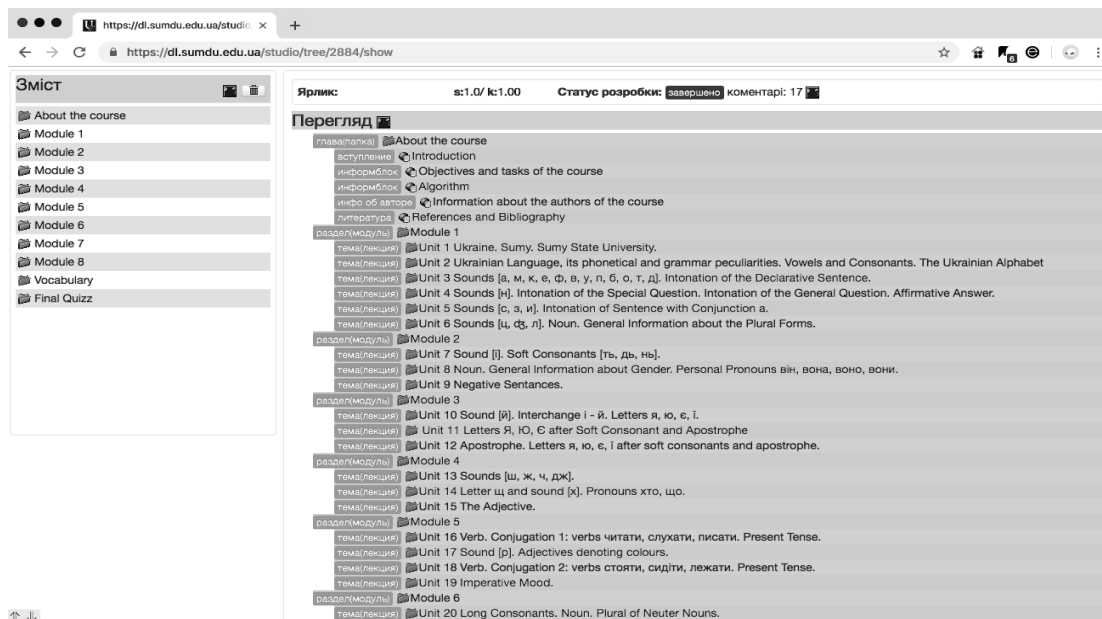 https://dl.sumdu.edu.ua/studio
https://dl.sumdu.edu.ua/studio/tree/2884/show
6
Зміст
About the course
Module 1
Module 2
Module 3
Module 4
Module 5
Module 6
Module 7
Module 8
Vocabulary
Final Quizz
Ярлик: s:1.0/ k:1.00 Статус розробки: завершено коментарі: 17
Перегляд
глава(папка) About the course
вступление Introduction
информблок Objectives and tasks of the course
информблок Algorithm
инфо об авторе Information about the authors of the course
литература References and Bibliography
раздел(модуль) Module 1
тема(лекция) Unit 1 Ukraine. Sumy. Sumy State University.
тема(лекция) Unit 2 Ukrainian Language, its phonetical and grammar peculiarities. Vowels and Consonants. The Ukrainian Alphabet
тема(лекция) Unit 3 Sounds [а, м, к, е, ф, в, у, п, б, о, т, д]. Intonation of the Declarative Sentence.
тема(лекция) Unit 4 Sounds [н]. Intonation of the Special Question. Intonation of the General Question. Affirmative Answer.
тема(лекция) Unit 5 Sounds [с, з, и]. Intonation of Sentence with Conjunction а.
тема(лекция) Unit 6 Sounds [ц, ʤ, л]. Noun. General Information about the Plural Forms.
раздел(модуль) Module 2
тема(лекция) Unit 7 Sound [і]. Soft Consonants [ть, дь, нь].
тема(лекция) Unit 8 Noun. General Information about Gender. Personal Pronouns він, вона, воно, вони.
тема(лекция) Unit 9 Negative Sentances.
раздел(модуль) Module 3
тема(лекция) Unit 10 Sound [й]. Interchange і - й. Letters я, ю, є, ї.
тема(лекция) Unit 11 Letters Я, Ю, Є after Soft Consonant and Apostrophe
тема(лекция) Unit 12 Apostrophe. Letters я, ю, є, ї after soft consonants and apostrophe.
раздел(модуль) Module 4
тема(лекция) Unit 13 Sounds [ш, ж, ч, дж].
тема(лекция) Unit 14 Letter щ and sound [х]. Pronouns хто, що.
тема(лекция) Unit 15 The Adjective.
раздел(модуль) Module 5
тема(лекция) Unit 16 Verb. Conjugation 1: verbs читати, слухати, писати. Present Tense.
тема(лекция) Unit 17 Sound [р]. Adjectives denoting colours.
тема(лекция) Unit 18 Verb. Conjugation 2: verbs стояти, сидіти, лежати. Present Tense.
тема(лекция) Unit 19 Imperative Mood.
раздел(модуль) Module 6
тема(лекция) Unit 20 Long Consonants. Noun. Plural of Neuter Nouns.